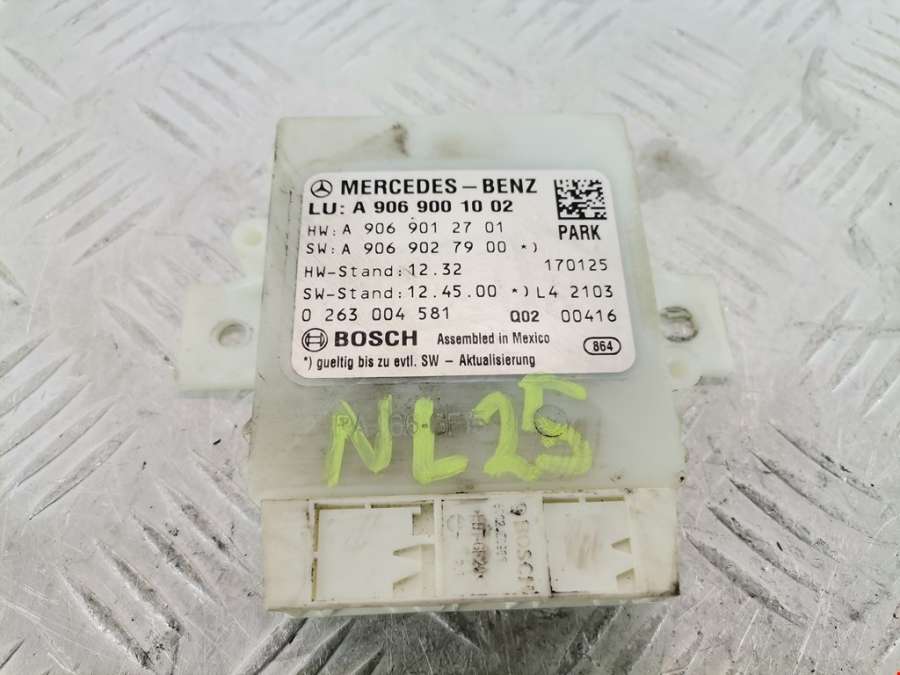 MERCEDES-BENZ
LU: A 906 900 10 02
PARK
HW: A 906 901 27 01
SW: A 906 902 79 00 *)
HW-Stand: 12.32 170125
SW-Stand: 12.45.00 *) L4 2103
0 263 004 581 Q02 00416
BOSCH Assembled in Mexico 864
*) gueltig bis zu evtl. SW - Aktualisierung
NL25
BOSCH